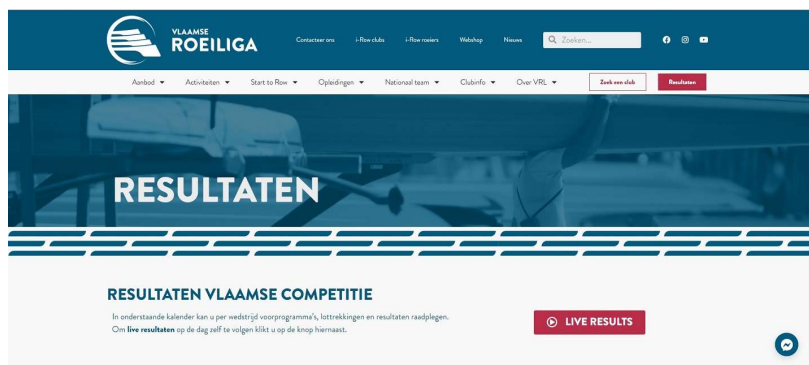 VLAAMSE
ROEILIGA
Contacteer ons i-Row clubs i-Row roeiers Webshop Nieuws Zoeken...
Aanbod Activiteiten Start to Row Opleidingen Nationaal team Clubinfo Over VRL Zoek een club Resultaten
RESULTATEN
RESULTATEN VLAAMSE COMPETITIE
In onderstaande kalender kan u per wedstrijd voorprogramma's, lottrekkingen en resultaten raadplegen.
Om live resultaten op de dag zelf te volgen klikt u op de knop hiernaast.
LIVE RESULTS